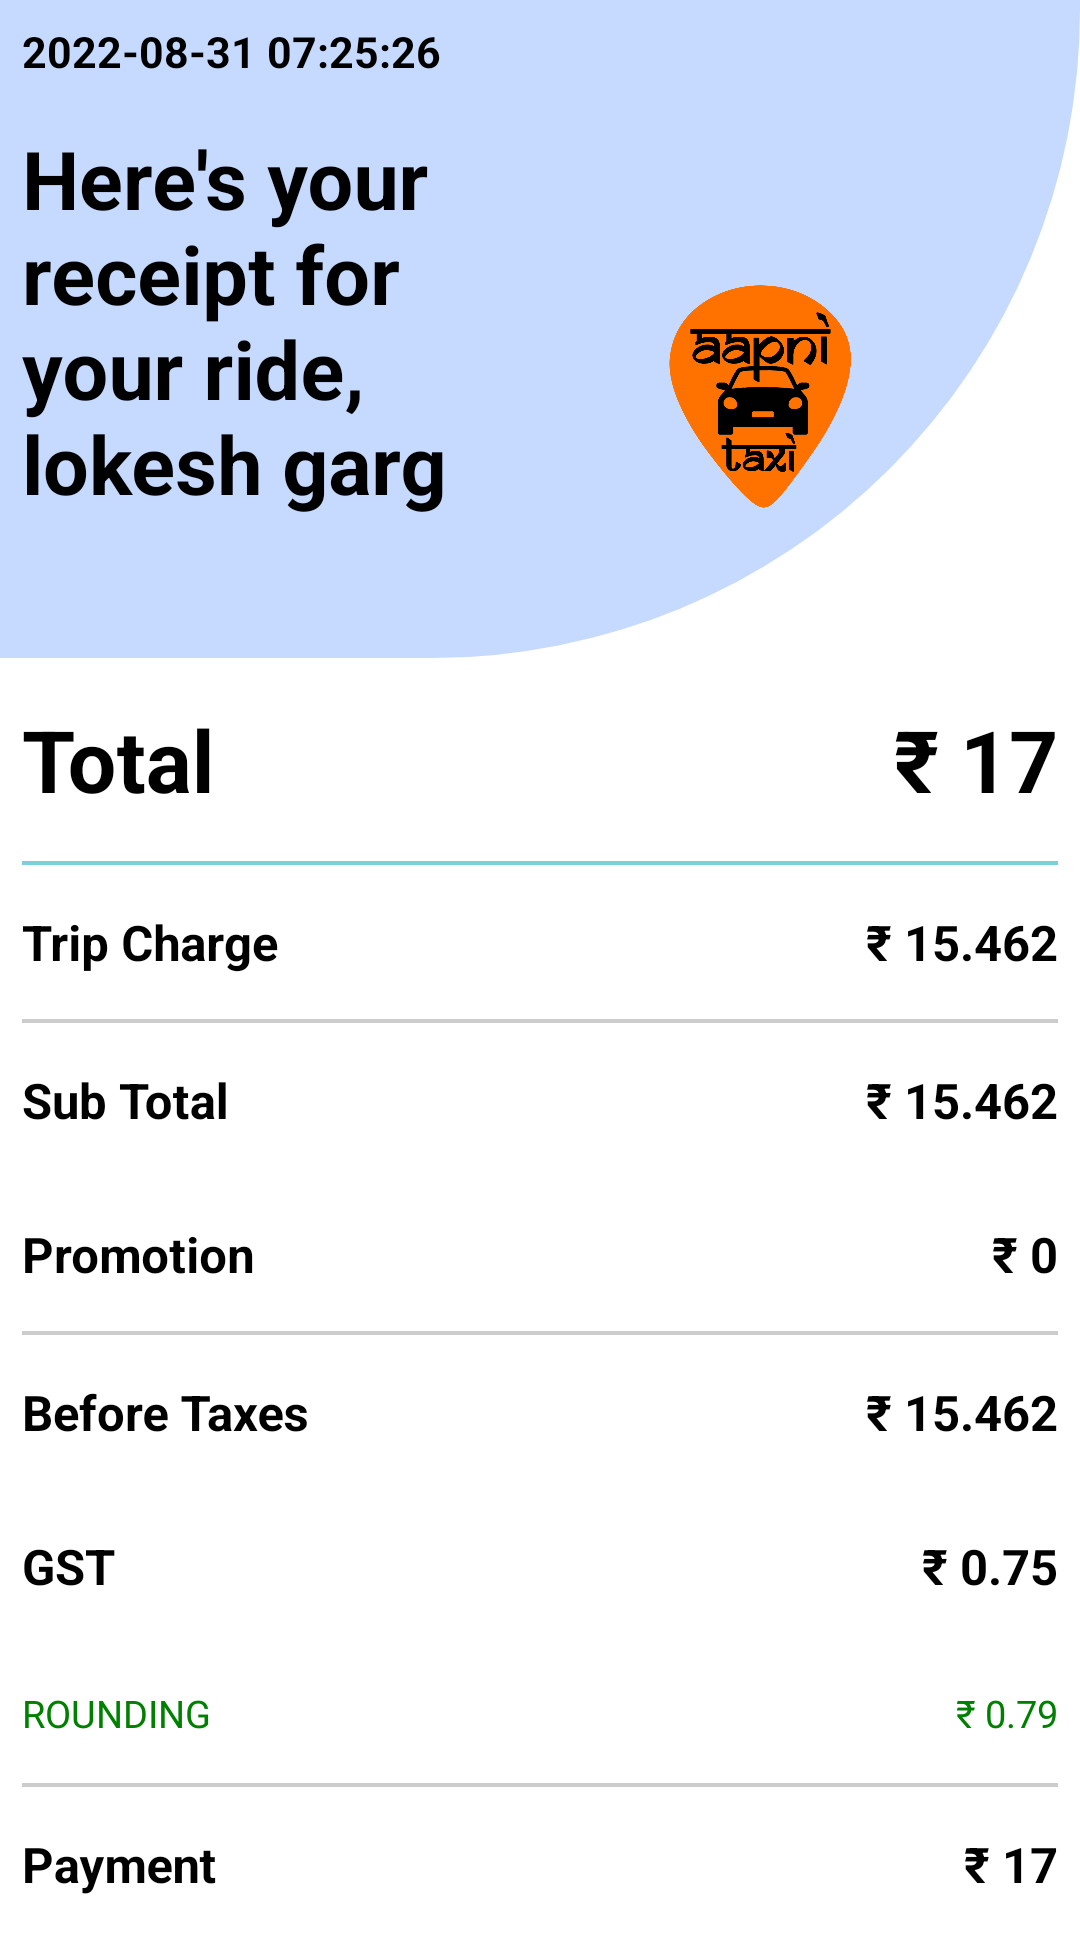 2022-08-31 07:25:26
Here's your
receipt for
your ride,
lokesh garg
aapni
taxi
Total ₹ 17
Trip Charge ₹ 15.462
Sub Total ₹ 15.462
Promotion ₹ 0
Before Taxes ₹ 15.462
GST ₹ 0.75
ROUNDING ₹ 0.79
Payment ₹ 17